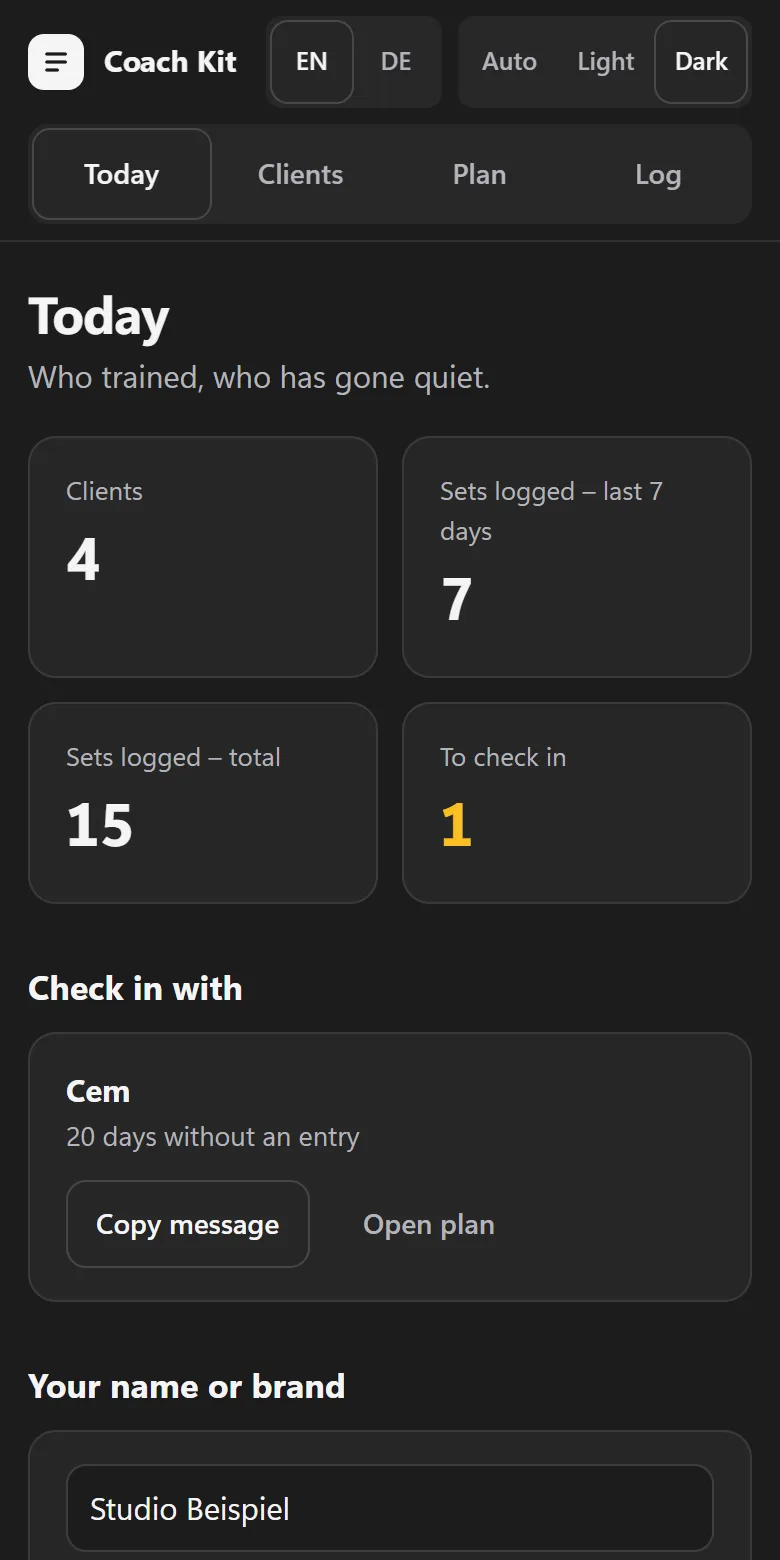 Coach Kit
EN
DE
Auto
Light
Dark
Today
Clients
Plan
Log
Today
Who trained, who has gone quiet.
Clients
4
Sets logged – last 7
days
7
Sets logged – total
15
To check in
1
Check in with
Cem
20 days without an entry
Copy message
Open plan
Your name or brand
Studio Beispiel